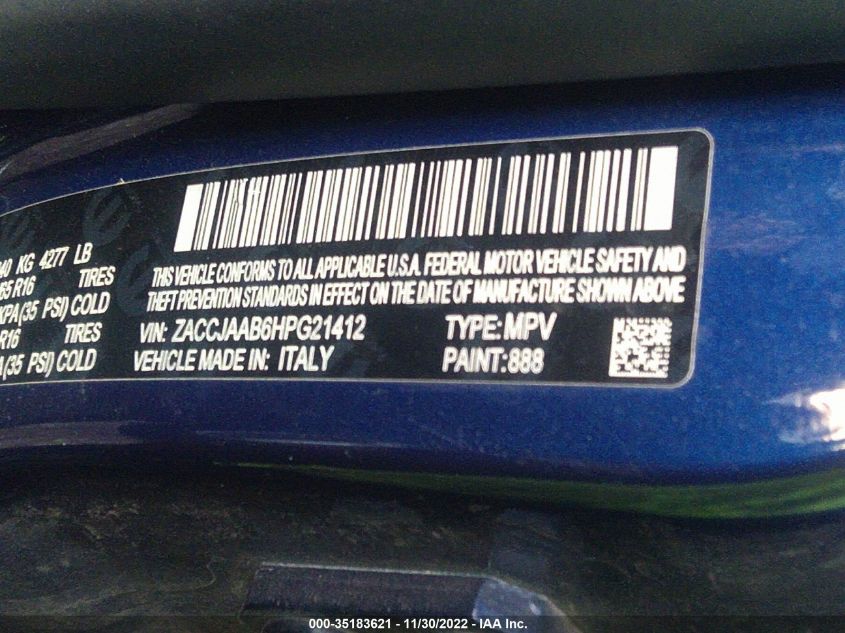 40 KG 4277 LB
65 R16 TIRES
KPA(35 PSI) COLD
R16 TIRES
A(35 PSI) COLD
THIS VEHICLE CONFORMS TO ALL APPLICABLE U.S.A. FEDERAL MOTOR VEHICLE SAFETY AND
THEFT PREVENTION STANDARDS IN EFFECT ON THE DATE OF MANUFACTURE SHOWN ABOVE
VIN: ZACCJAAB6HPG21412 TYPE: MPV
VEHICLE MADE IN: ITALY PAINT: 888
000-35183621 - 11/30/2022 - IAA Inc.